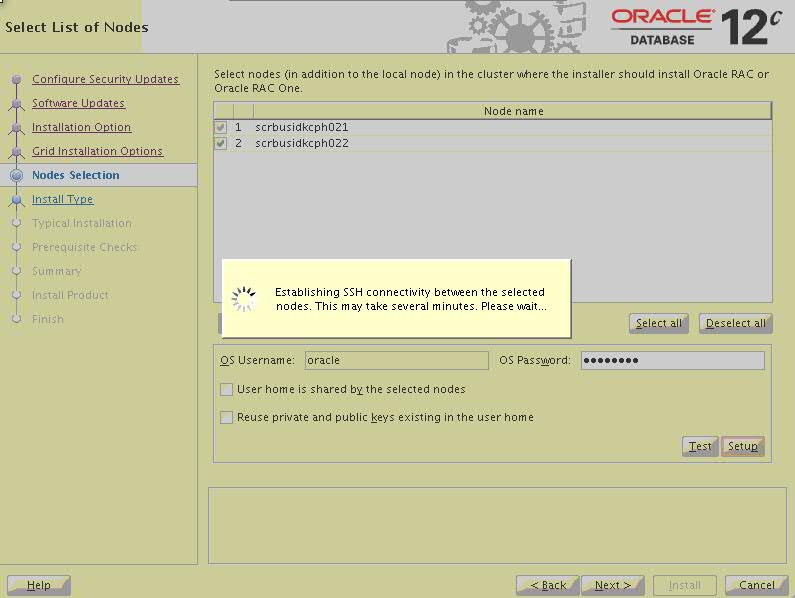 Select List of Nodes
ORACLE
DATABASE
12c
Configure Security Updates
Software Updates
Installation Option
Grid Installation Options
Nodes Selection
Install Type
Typical Installation
Prerequisite Checks
Summary
Install Product
Finish
Select nodes (in addition to the local node) in the cluster where the installer should install Oracle RAC or
Oracle RAC One.
Node name
1 scrbusidkcph021
2 scrbusidkcph022
Establishing SSH connectivity between the selected
nodes. This may take several minutes. Please wait...
Select all Deselect all
OS Username: oracle OS Password: ●●●●●●●●
User home is shared by the selected nodes
Reuse private and public keys existing in the user home
Test Setup
Help < Back Next > Install Cancel